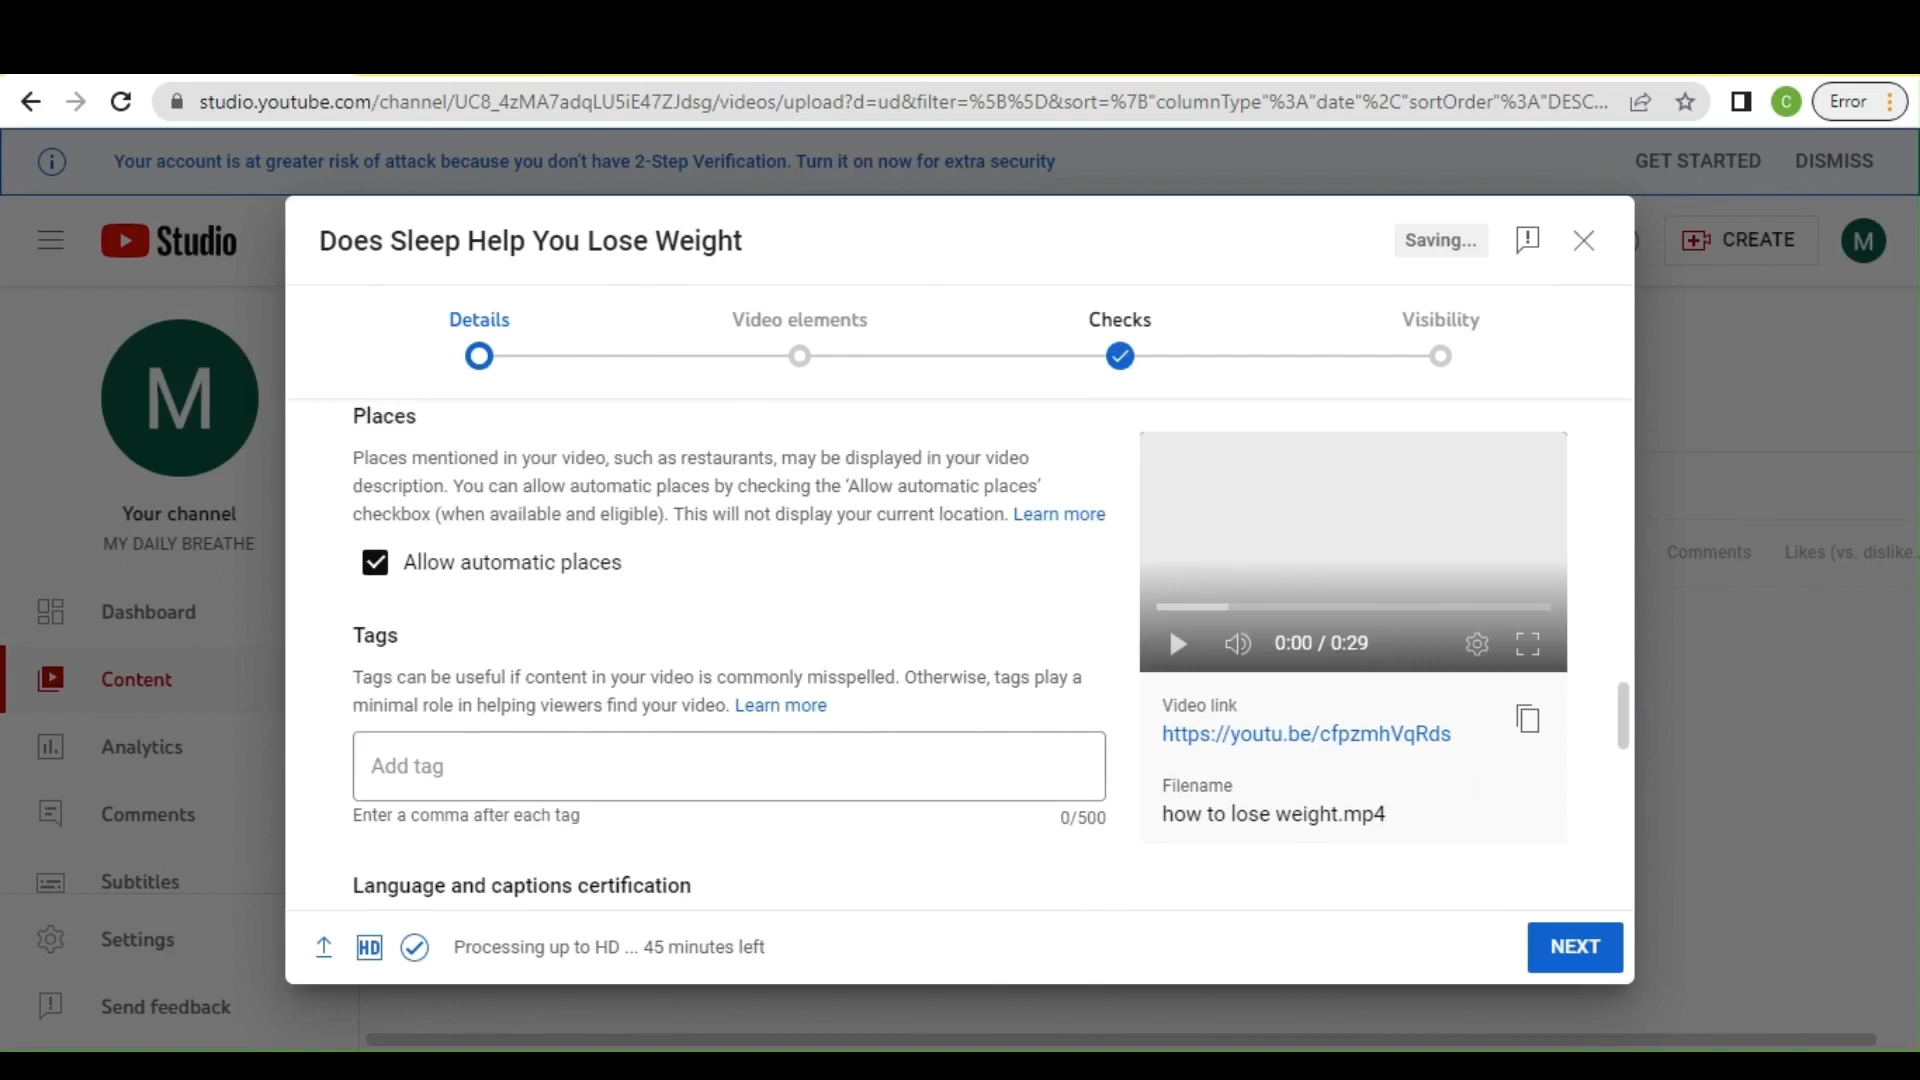 studio.youtube.com/channel/UC8_4zMA7adqLU5iE47ZJdsg/videos/upload?d=ud&filter=%5B%5D&sort=%7B"columnType"%3A"date"%2C"sortOrder"%3A"DESC...
C
Error
Your account is at greater risk of attack because you don't have 2-Step Verification. Turn it on now for extra security
GET STARTED
DISMISS
Studio
Does Sleep Help You Lose Weight
Saving...
CREATE
M
Details
Video elements
Checks
Visibility
M
Your channel
MY DAILY BREATHE
Dashboard
Content
Analytics
Comments
Subtitles
Settings
Send feedback
Places
Places mentioned in your video, such as restaurants, may be displayed in your video
description. You can allow automatic places by checking the ‘Allow automatic places’
checkbox (when available and eligible). This will not display your current location. Learn more
Allow automatic places
Tags
Tags can be useful if content in your video is commonly misspelled. Otherwise, tags play a
minimal role in helping viewers find your video. Learn more
Add tag
Enter a comma after each tag
0/500
Language and captions certification
0:00 / 0:29
Video link
https://youtu.be/cfpzmhVqRds
Filename
how to lose weight.mp4
Comments
Likes (vs. dislike...
HD
Processing up to HD ... 45 minutes left
NEXT